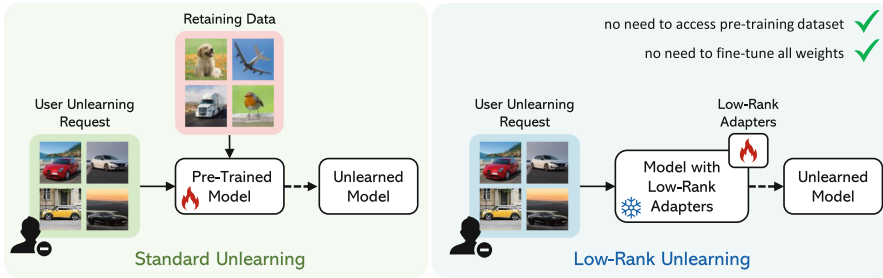 Retaining Data
User Unlearning
Request
Pre-Trained
Model
Unlearned
Model
Standard Unlearning
no need to access pre-training dataset
no need to fine-tune all weights
User Unlearning
Request
Low-Rank
Adapters
Model with
Low-Rank
Adapters
Unlearned
Model
Low-Rank Unlearning